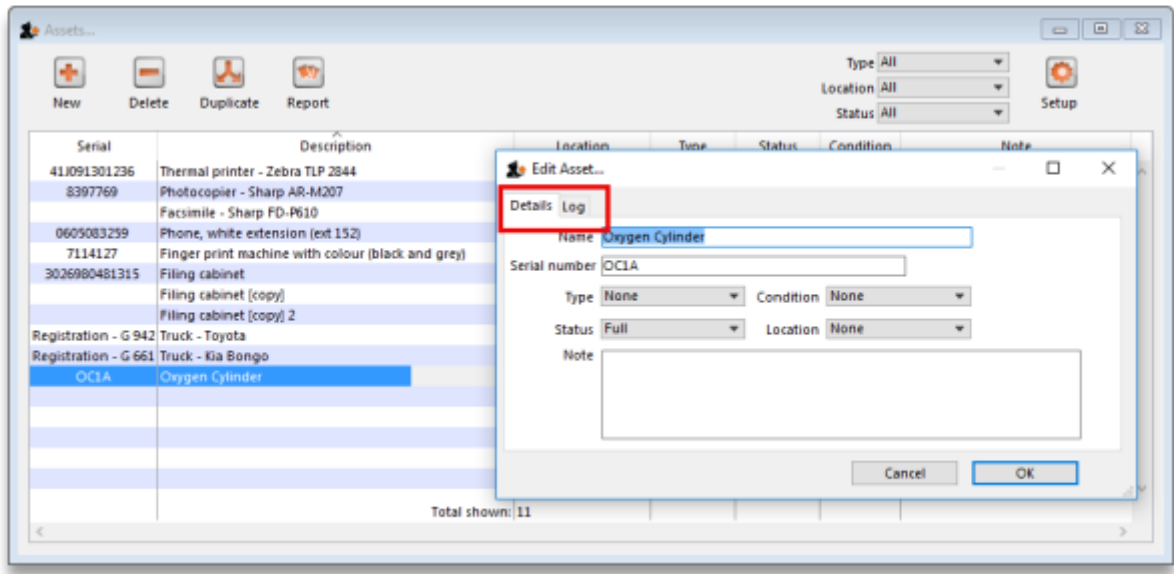 Assets...
Type All
Location All
Status All
New Delete Duplicate Report Setup
Serial Description Location Type Status Condition Note
41J091301236 Thermal printer - Zebra TLP 2844
8397769 Photocopier - Sharp AR-M207
Facsimile - Sharp FD-P610
0605083259 Phone, white extension (ext 152)
7114127 Finger print machine with colour (black and grey)
3026980481315 Filing cabinet
Filing cabinet [copy]
Filing cabinet [copy] 2
Registration - G 942 Truck - Toyota
Registration - G 661 Truck - Kia Bongo
OC1A Oxygen Cylinder
Total shown: 11
Edit Asset...
Details Log
Name Oxygen Cylinder
Serial number OC1A
Type None Condition None
Status Full Location None
Note
Cancel OK